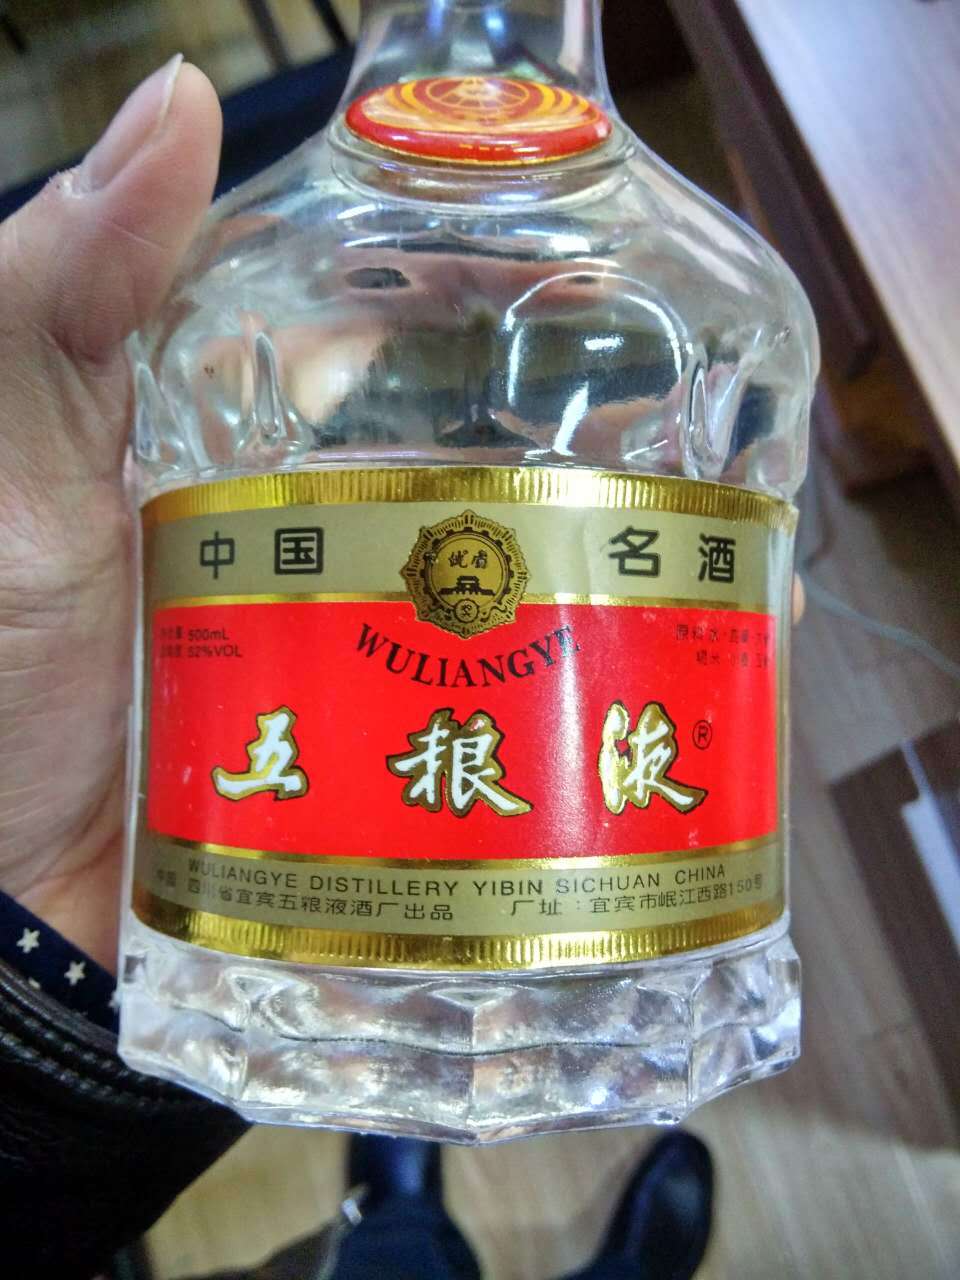 中国 名酒
WULIANGYE
500mL
52%VOL
五粮液®
WULIANGYE DISTILLERY YIBIN SICHUAN CHINA
中国 四川省宜宾五粮液酒厂出品 厂址：宜宾市岷江西路150号